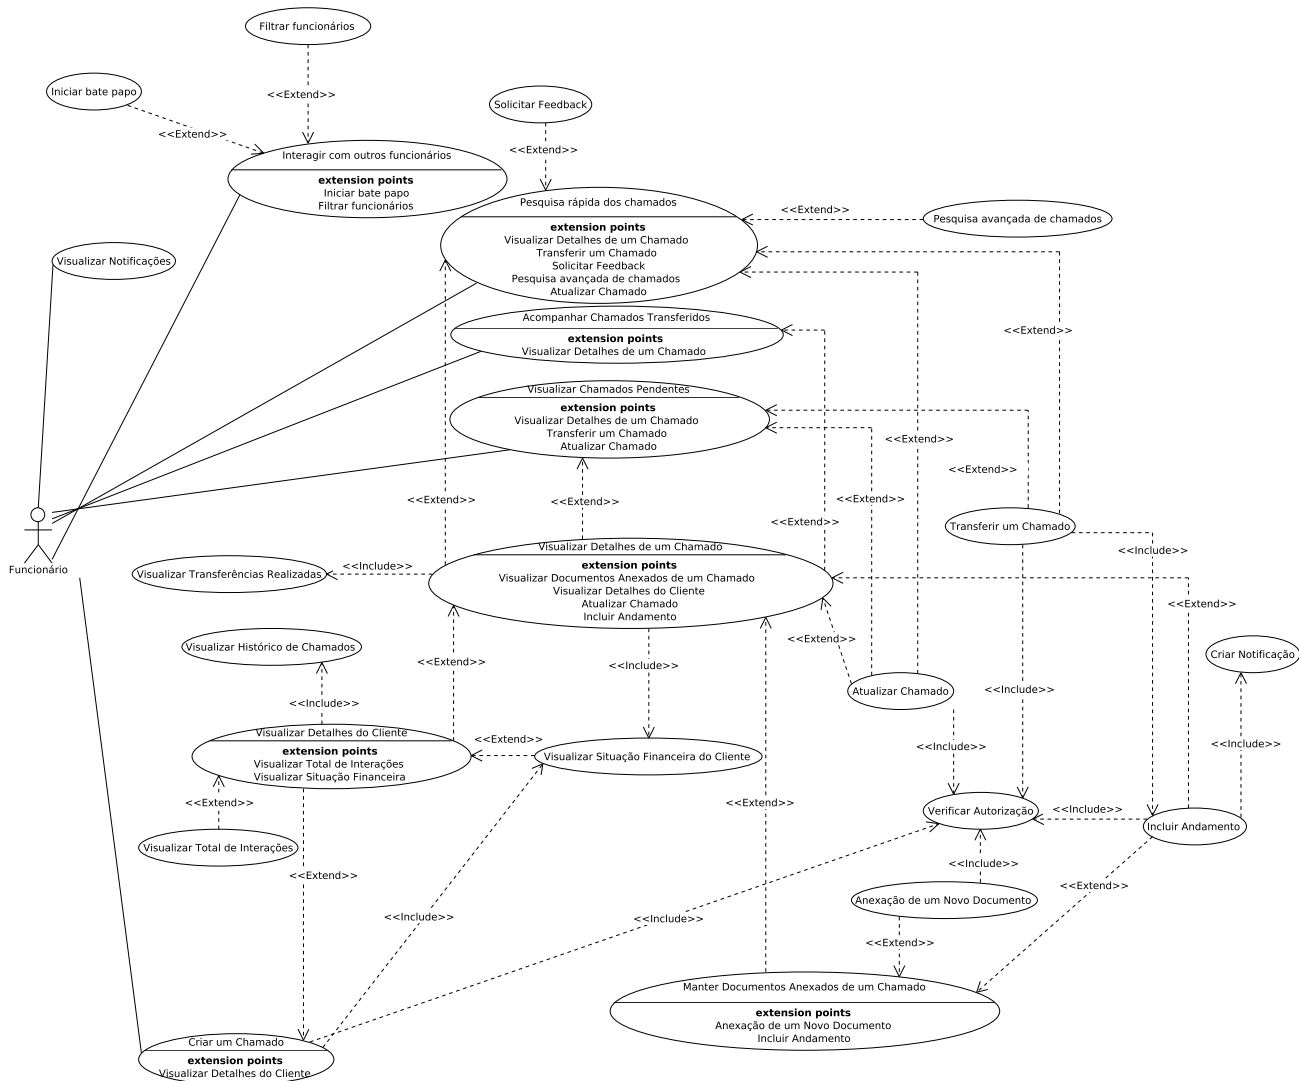 Filtrar funcionários
<<Extend>>
Iniciar bate papo
<<Extend>>
Solicitar Feedback
<<Extend>>
Interagir com outros funcionários
extension points
Iniciar bate papo
Filtrar funcionários
Pesquisa rápida dos chamados
extension points
Visualizar Detalhes de um Chamado
Transferir um Chamado
Solicitar Feedback
Pesquisa avançada de chamados
Atualizar Chamado
<<Extend>>
Pesquisa avançada de chamados
Visualizar Notificações
Acompanhar Chamados Transferidos
extension points
Visualizar Detalhes de um Chamado
<<Extend>>
Visualizar Chamados Pendentes
extension points
Visualizar Detalhes de um Chamado
Transferir um Chamado
Atualizar Chamado
<<Extend>>
<<Extend>>
<<Extend>>
<<Extend>>
<<Extend>>
<<Extend>>
Transferir um Chamado
Funcionário
Visualizar Detalhes de um Chamado
extension points
Visualizar Documentos Anexados de um Chamado
Visualizar Detalhes do Cliente
Atualizar Chamado
Incluir Andamento
<<Include>>
<<Include>>
Visualizar Transferências Realizadas
<<Extend>>
Visualizar Histórico de Chamados
<<Extend>>
<<Include>>
<<Extend>>
Criar Notificação
Atualizar Chamado
<<Include>>
<<Include>>
Visualizar Detalhes do Cliente
extension points
Visualizar Total de Interações
Visualizar Situação Financeira
<<Extend>>
Visualizar Situação Financeira do Cliente
<<Include>>
<<Include>>
<<Extend>>
<<Extend>>
Verificar Autorização
<<Include>>
Incluir Andamento
Visualizar Total de Interações
<<Extend>>
<<Include>>
<<Extend>>
Anexação de um Novo Documento
<<Include>>
<<Include>>
<<Extend>>
Manter Documentos Anexados de um Chamado
extension points
Anexação de um Novo Documento
Incluir Andamento
Criar um Chamado
extension points
Visualizar Detalhes do Cliente